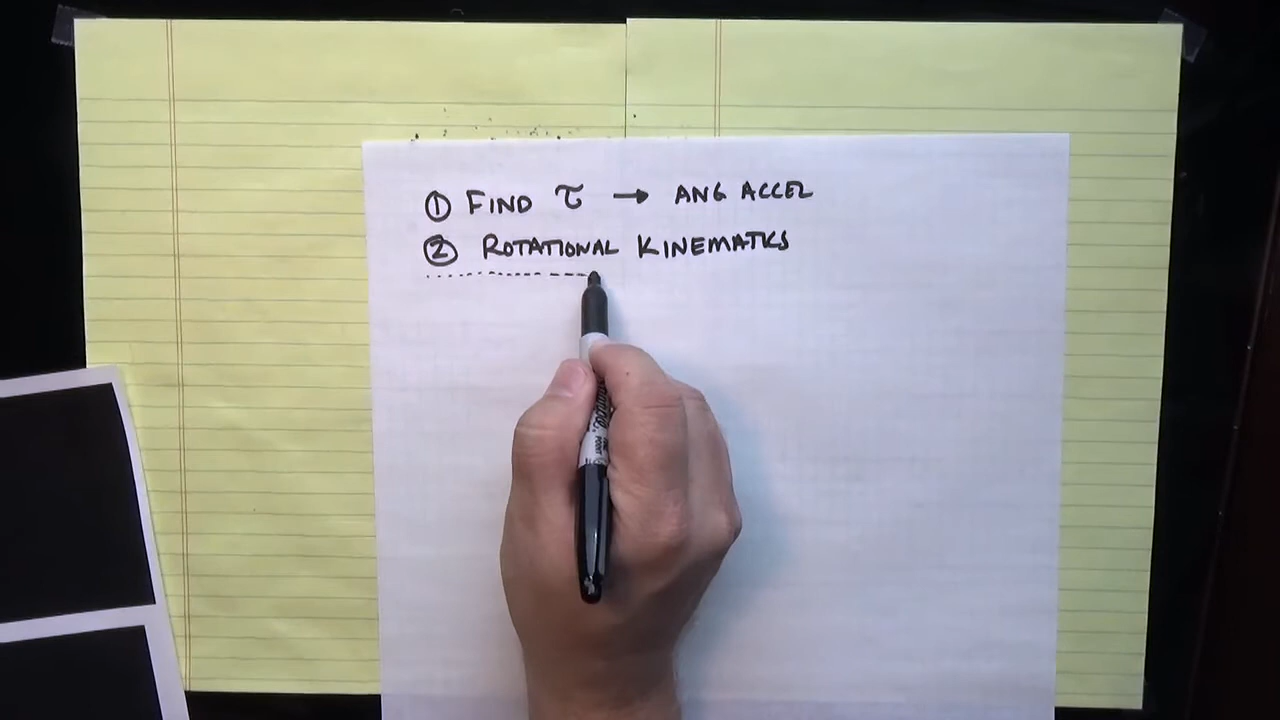 ① FIND τ → ANG ACCEL
② ROTATIONAL KINEMATICS